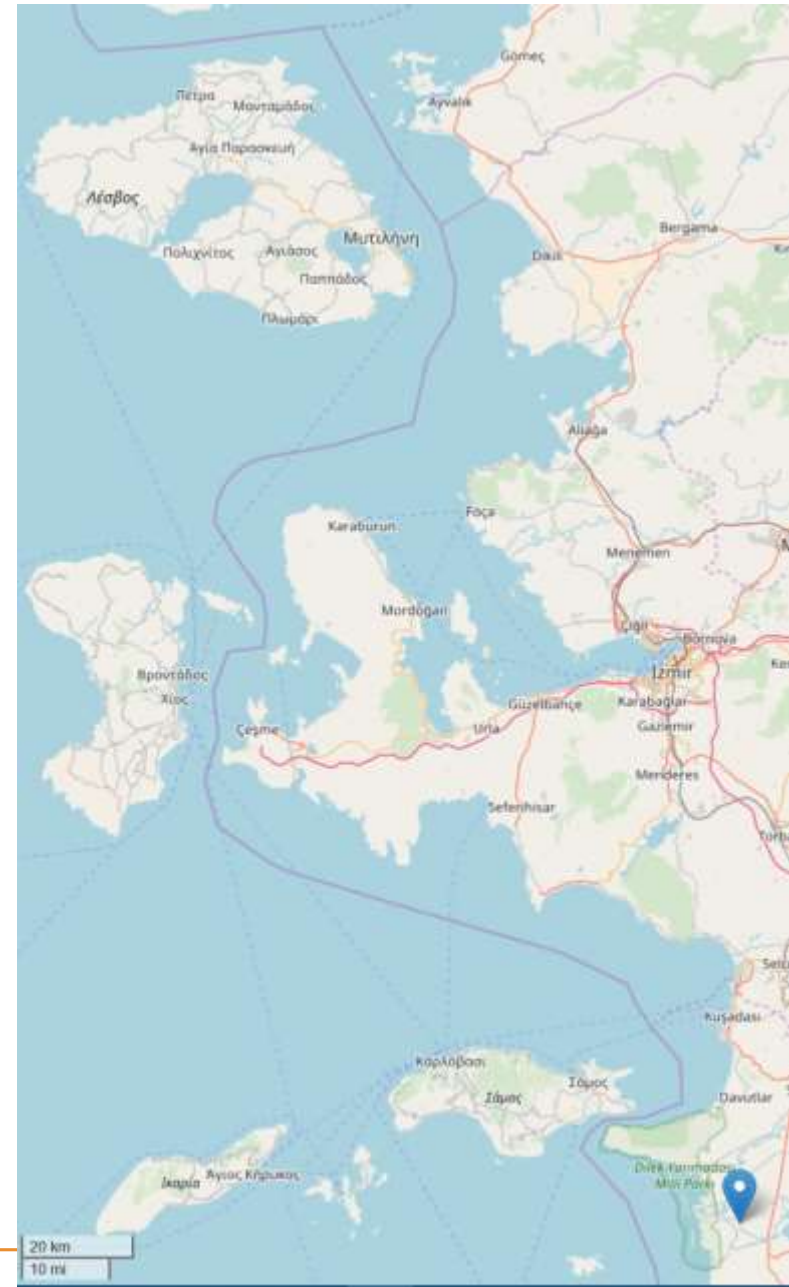 Gömeç
Πέτρα
Μανταμάδος
Ayvalık
Αγία Παρασκευή
Λέσβος
Bergama
Μυτιλήνη
Πολιχνίτος
Αγιάσος
Παππάδος
Πλωμάρι
Aliağa
Foça
Karaburun
Menemen
Mordoğan
Çiğli
Bornova
Βροντάδος
Χίος
İzmir
Güzelbahçe
Karabağlar
Çeşme
Urla
Gaziemir
Menderes
Seferihisar
Torba
Selç
Kuşadası
Καρλόβασι
Σάμος
Σάμος
Davutlar
Dilek Yarımadası
Milli Parkı
Ικαρία
Άγιος Κήρυκος
20 km
10 mi